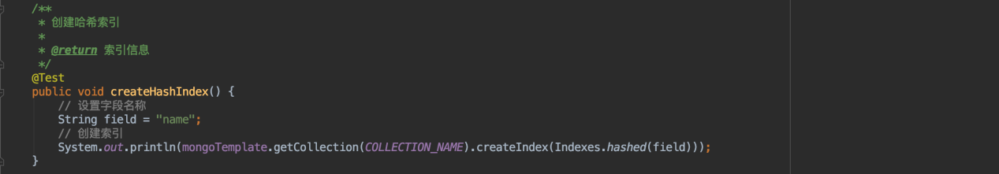 /**
 * 创建哈希索引
 *
 * @return 索引信息
 */
@Test
public void createHashIndex() {
    // 设置字段名称
    String field = "name";
    // 创建索引
    System.out.println(mongoTemplate.getCollection(COLLECTION_NAME).createIndex(Indexes.hashed(field)));
}